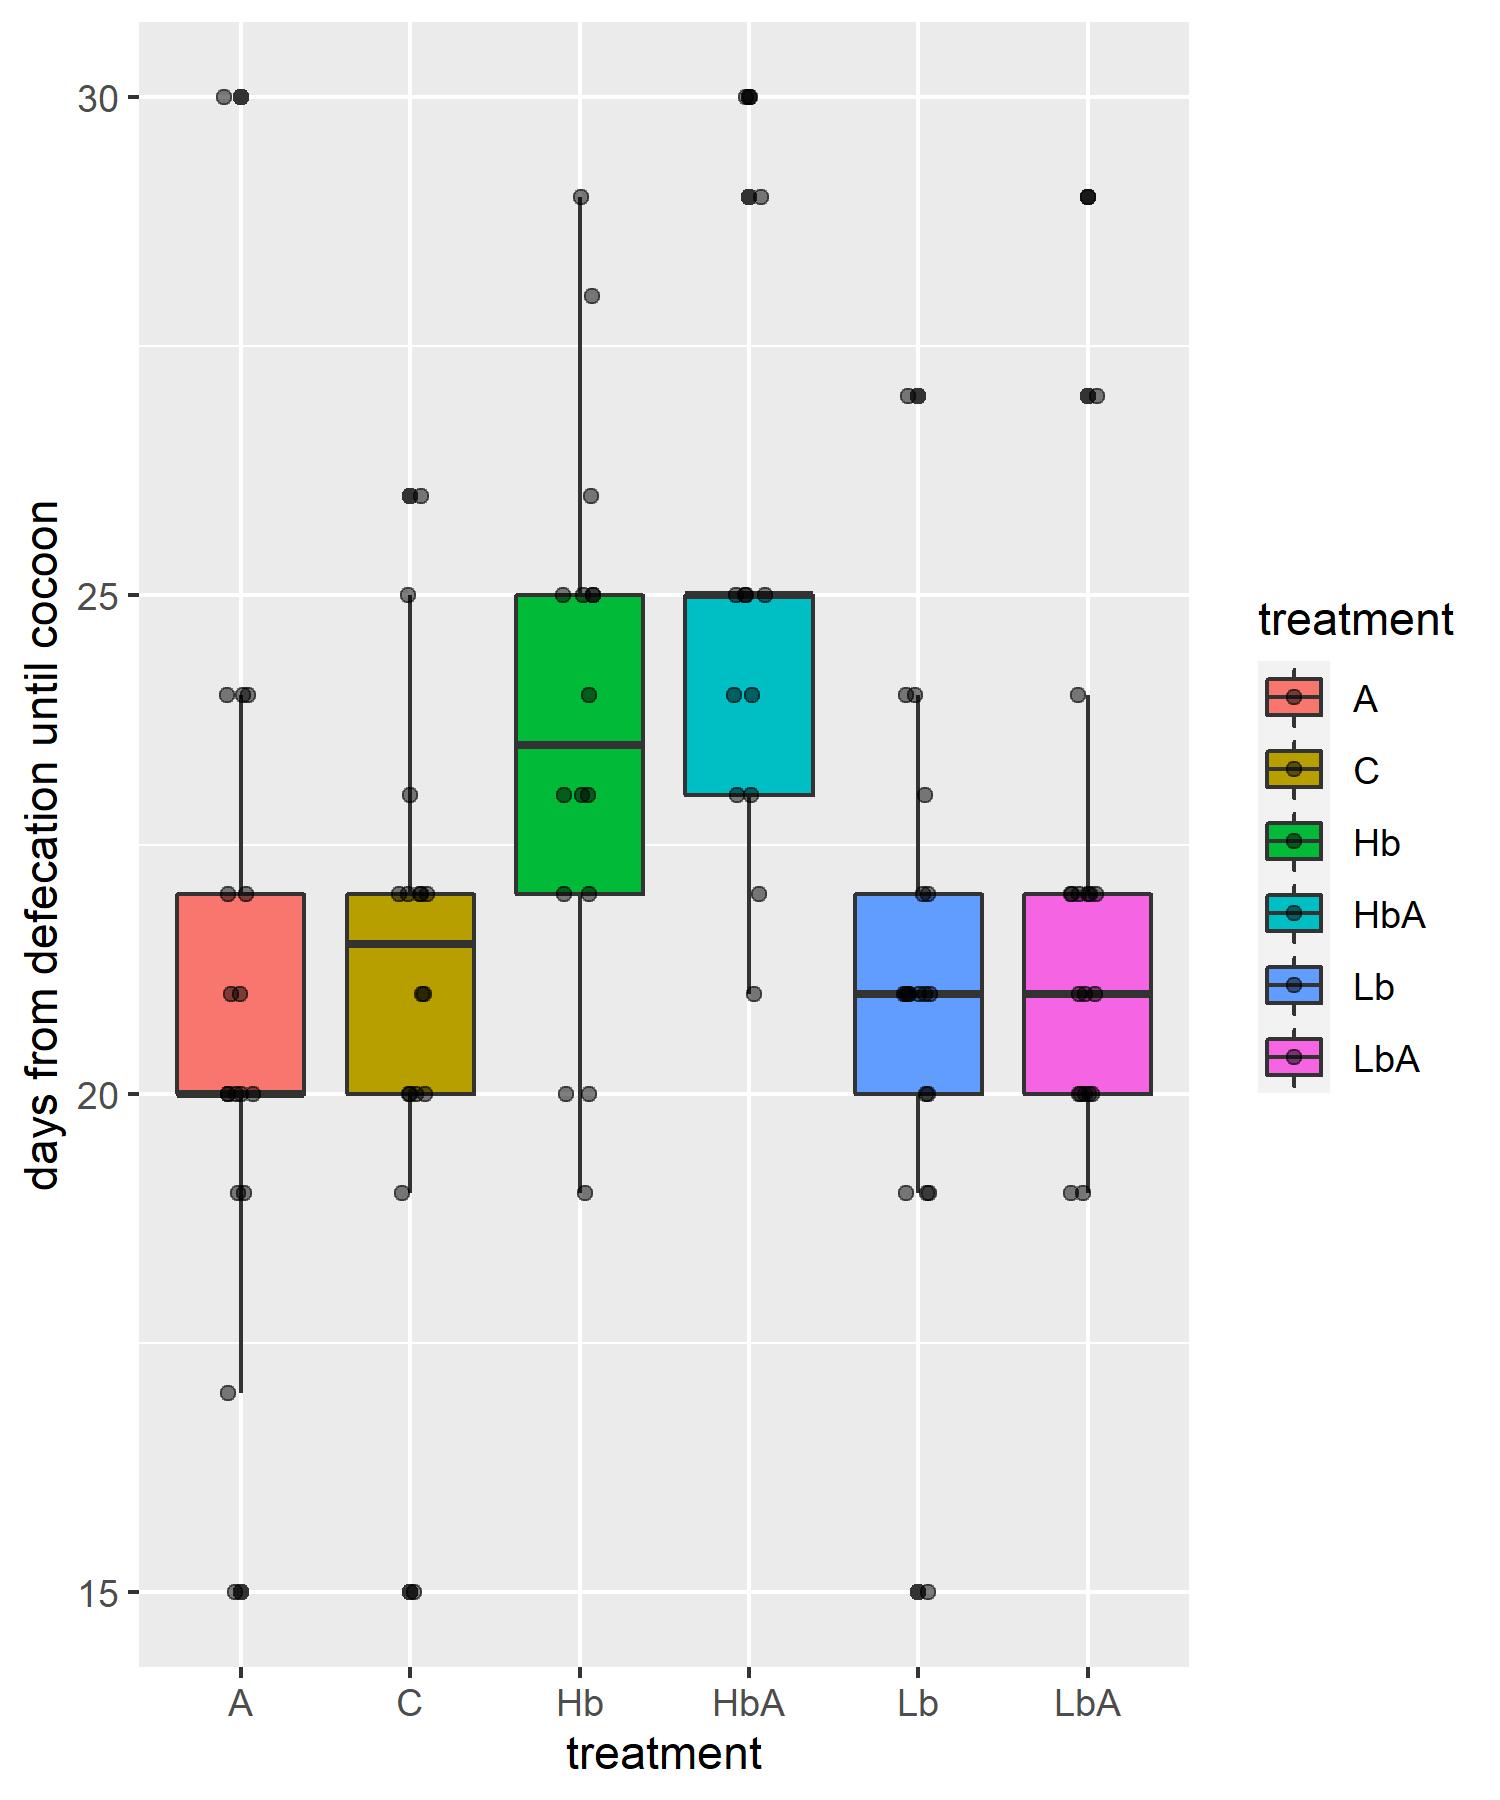 days from defecation until cocoon
30
25
20
15
A C Hb HbA Lb LbA
treatment
treatment
A
C
Hb
HbA
Lb
LbA